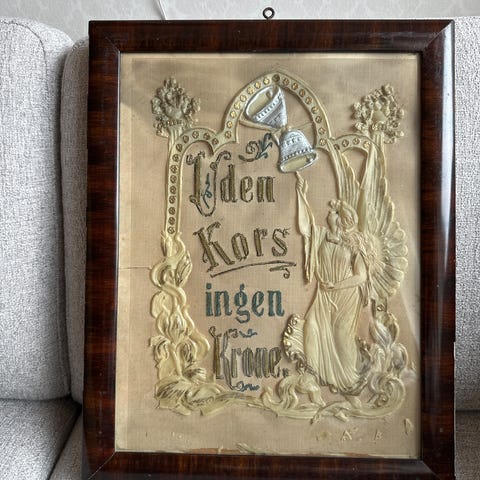 Uden
Kors
ingen
Krone.